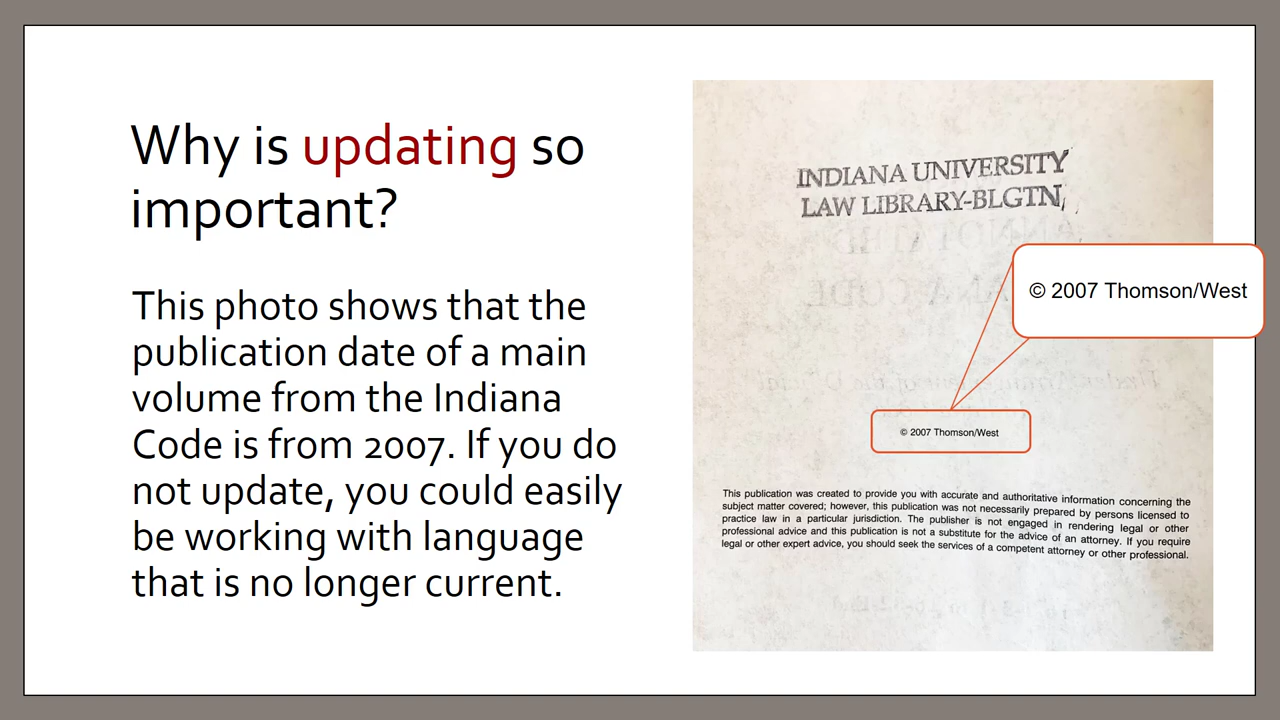 Why is updating so
important?
This photo shows that the
publication date of a main
volume from the Indiana
Code is from 2007. If you do
not update, you could easily
be working with language
that is no longer current.
INDIANA UNIVERSITY
LAW LIBRARY-BLGTN,
© 2007 Thomson/West
© 2007 Thomson/West
This publication was created to provide you with accurate and authoritative information concerning the
subject matter covered; however, this publication was not necessarily prepared by persons licensed to
practice law in a particular jurisdiction. The publisher is not engaged in rendering legal or other
professional advice and this publication is not a substitute for the advice of an attorney. If you require
legal or other expert advice, you should seek the services of a competent attorney or other professional.